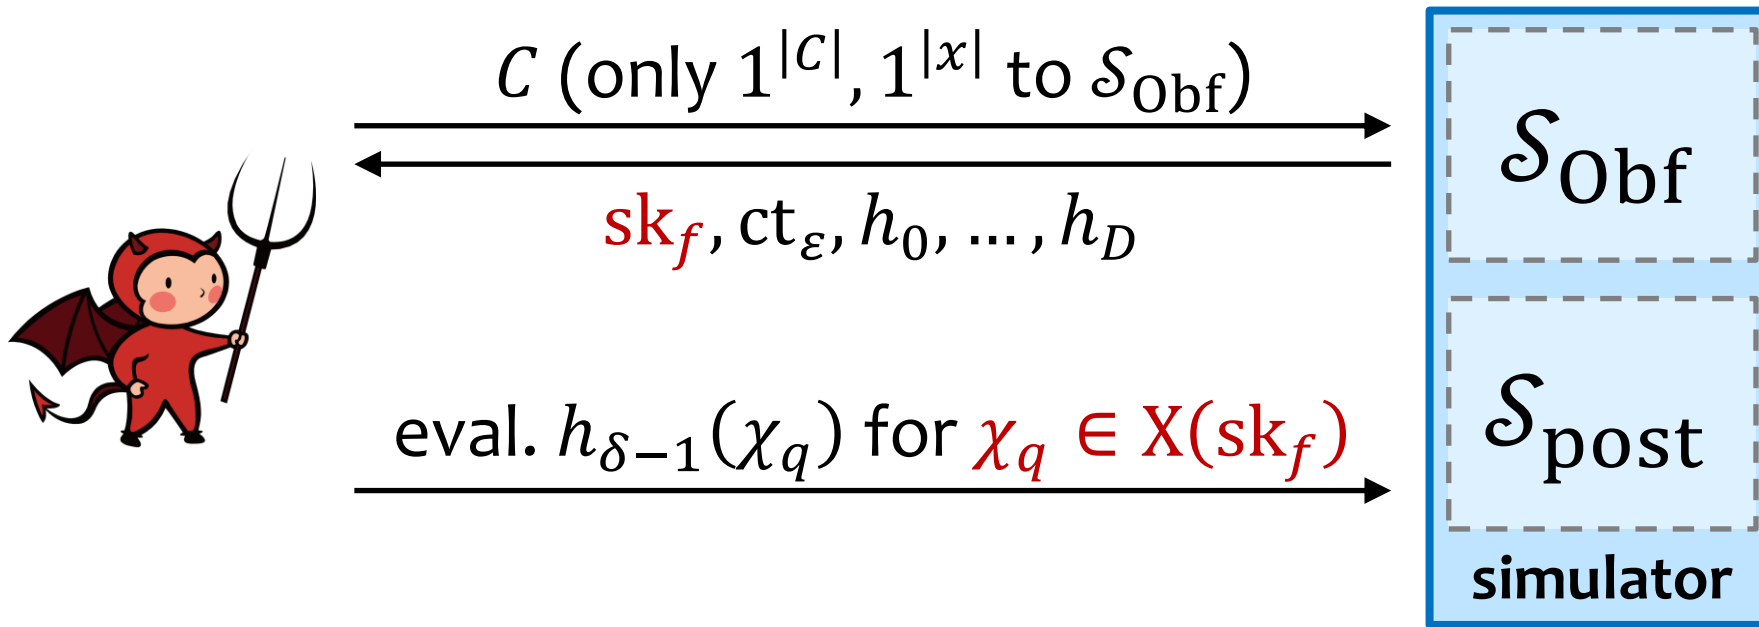 C (only 1^{|C|}, 1^{|x|} to 𝒮_Obf)
sk_f, ct_ε, h_0, …, h_D
eval. h_{δ−1}(χ_q) for χ_q ∈ X(sk_f)
𝒮_Obf
𝒮_post
simulator